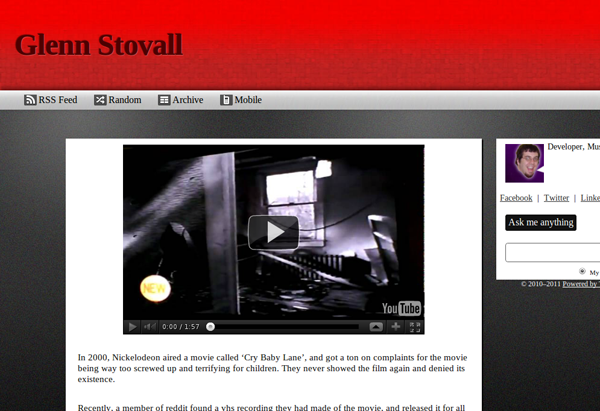 Glenn Stovall
RSS Feed Random Archive Mobile
NEW
YouTube
0:00 / 1:57
In 2000, Nickelodeon aired a movie called ‘Cry Baby Lane’, and got a ton on complaints for the movie
being way too screwed up and terrifying for children. They never showed the film again and denied its
existence.
Recently, a member of reddit found a vhs recording they had made of the movie, and released it for all
Developer, Mus
Facebook | Twitter | Linke
Ask me anything
My
© 2010–2011 Powered by T